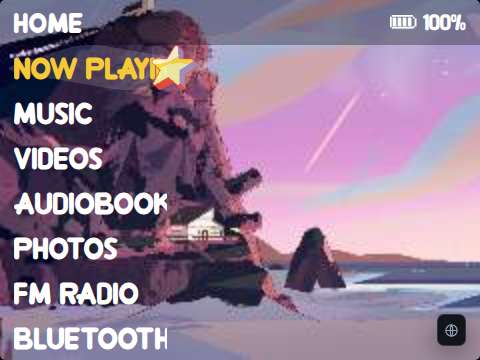 HOME
100%
NOW PLAYI
MUSIC
VIDEOS
AUDIOBOOK
PHOTOS
FM RADIO
BLUETOOTH